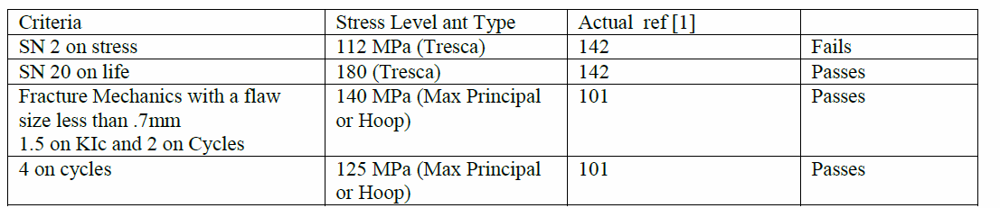 Criteria Stress Level ant Type Actual ref [1]
SN 2 on stress 112 MPa (Tresca) 142 Fails
SN 20 on life 180 (Tresca) 142 Passes
Fracture Mechanics with a flaw 140 MPa (Max Principal 101 Passes
size less than .7mm or Hoop)
1.5 on KIc and 2 on Cycles
4 on cycles 125 MPa (Max Principal 101 Passes
or Hoop)